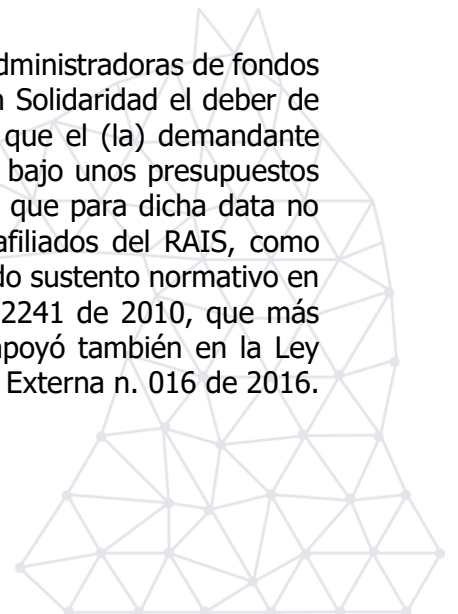 dministradoras de fondos
n Solidaridad el deber de
que el (la) demandante
bajo unos presupuestos
que para dicha data no
afiliados del RAIS, como
do sustento normativo en
2241 de 2010, que más
apoyó también en la Ley
Externa n. 016 de 2016.